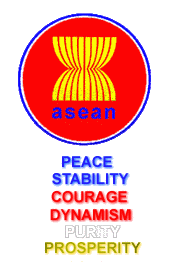 asean
PEACE
STABILITY
COURAGE
DYNAMISM
PURITY
PROSPERITY